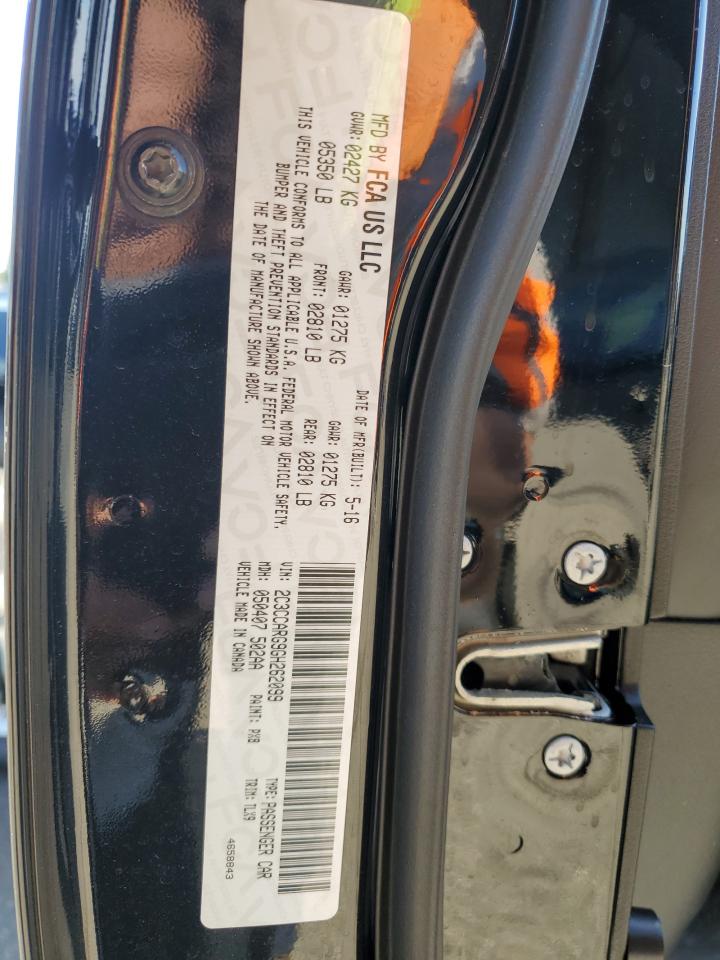 MFD BY FCA US LLC
DATE OF MFR(BUILT): 5-16
GVWR: 02427 KG
GAWR: 01275 KG
GAWR: 01275 KG
05350 LB
FRONT: 02810 LB
REAR: 02810 LB
THIS VEHICLE CONFORMS TO ALL APPLICABLE U.S.A. FEDERAL MOTOR VEHICLE SAFETY,
BUMPER AND THEFT PREVENTION STANDARDS IN EFFECT ON
THE DATE OF MANUFACTURE SHOWN ABOVE.
VIN: 2C3CCARG9GH262099
TYPE: PASSENGER CAR
MDH: 050407 502AA
PAINT: PX8
TRIM: TLX9
VEHICLE MADE IN CANADA
4658843